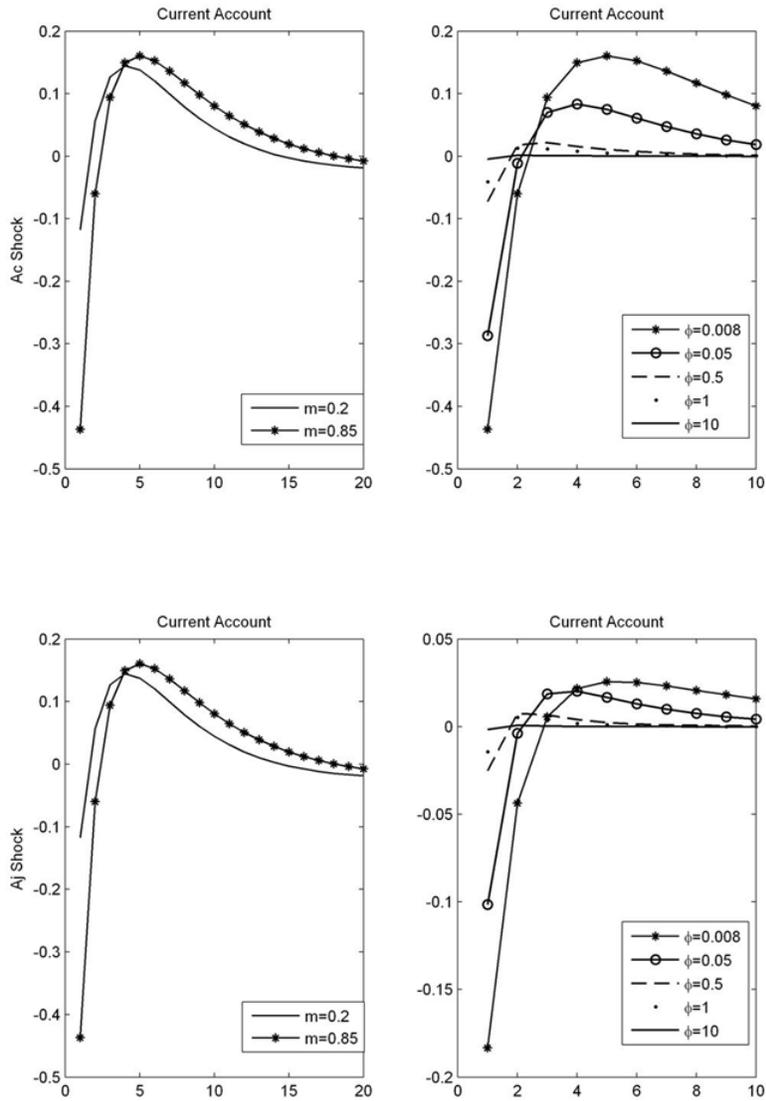 Current Account
0.2
0.1
0
-0.1
-0.2
-0.3
-0.4
-0.5
Ac Shock
0 5 10 15 20
m=0.2
m=0.85
Current Account
0.2
0.1
0
-0.1
-0.2
-0.3
-0.4
-0.5
0 2 4 6 8 10
ϕ=0.008
ϕ=0.05
ϕ=0.5
ϕ=1
ϕ=10
Current Account
0.2
0.1
0
-0.1
-0.2
-0.3
-0.4
-0.5
Aj Shock
0 5 10 15 20
m=0.2
m=0.85
Current Account
0.05
0
-0.05
-0.1
-0.15
-0.2
0 2 4 6 8 10
ϕ=0.008
ϕ=0.05
ϕ=0.5
ϕ=1
ϕ=10